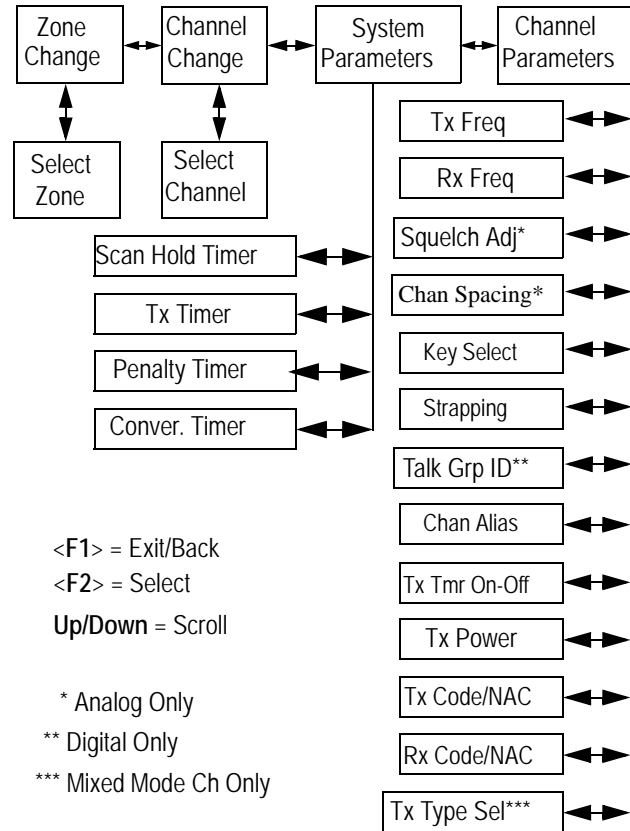 Zone
Change
Channel
Change
System
Parameters
Channel
Parameters
Select
Zone
Select
Channel
Scan Hold Timer
Tx Timer
Penalty Timer
Conver. Timer
Tx Freq
Rx Freq
Squelch Adj*
Chan Spacing*
Key Select
Strapping
Talk Grp ID**
Chan Alias
Tx Tmr On-Off
Tx Power
Tx Code/NAC
Rx Code/NAC
Tx Type Sel***
<F1> = Exit/Back
<F2> = Select
Up/Down = Scroll
* Analog Only
** Digital Only
*** Mixed Mode Ch Only